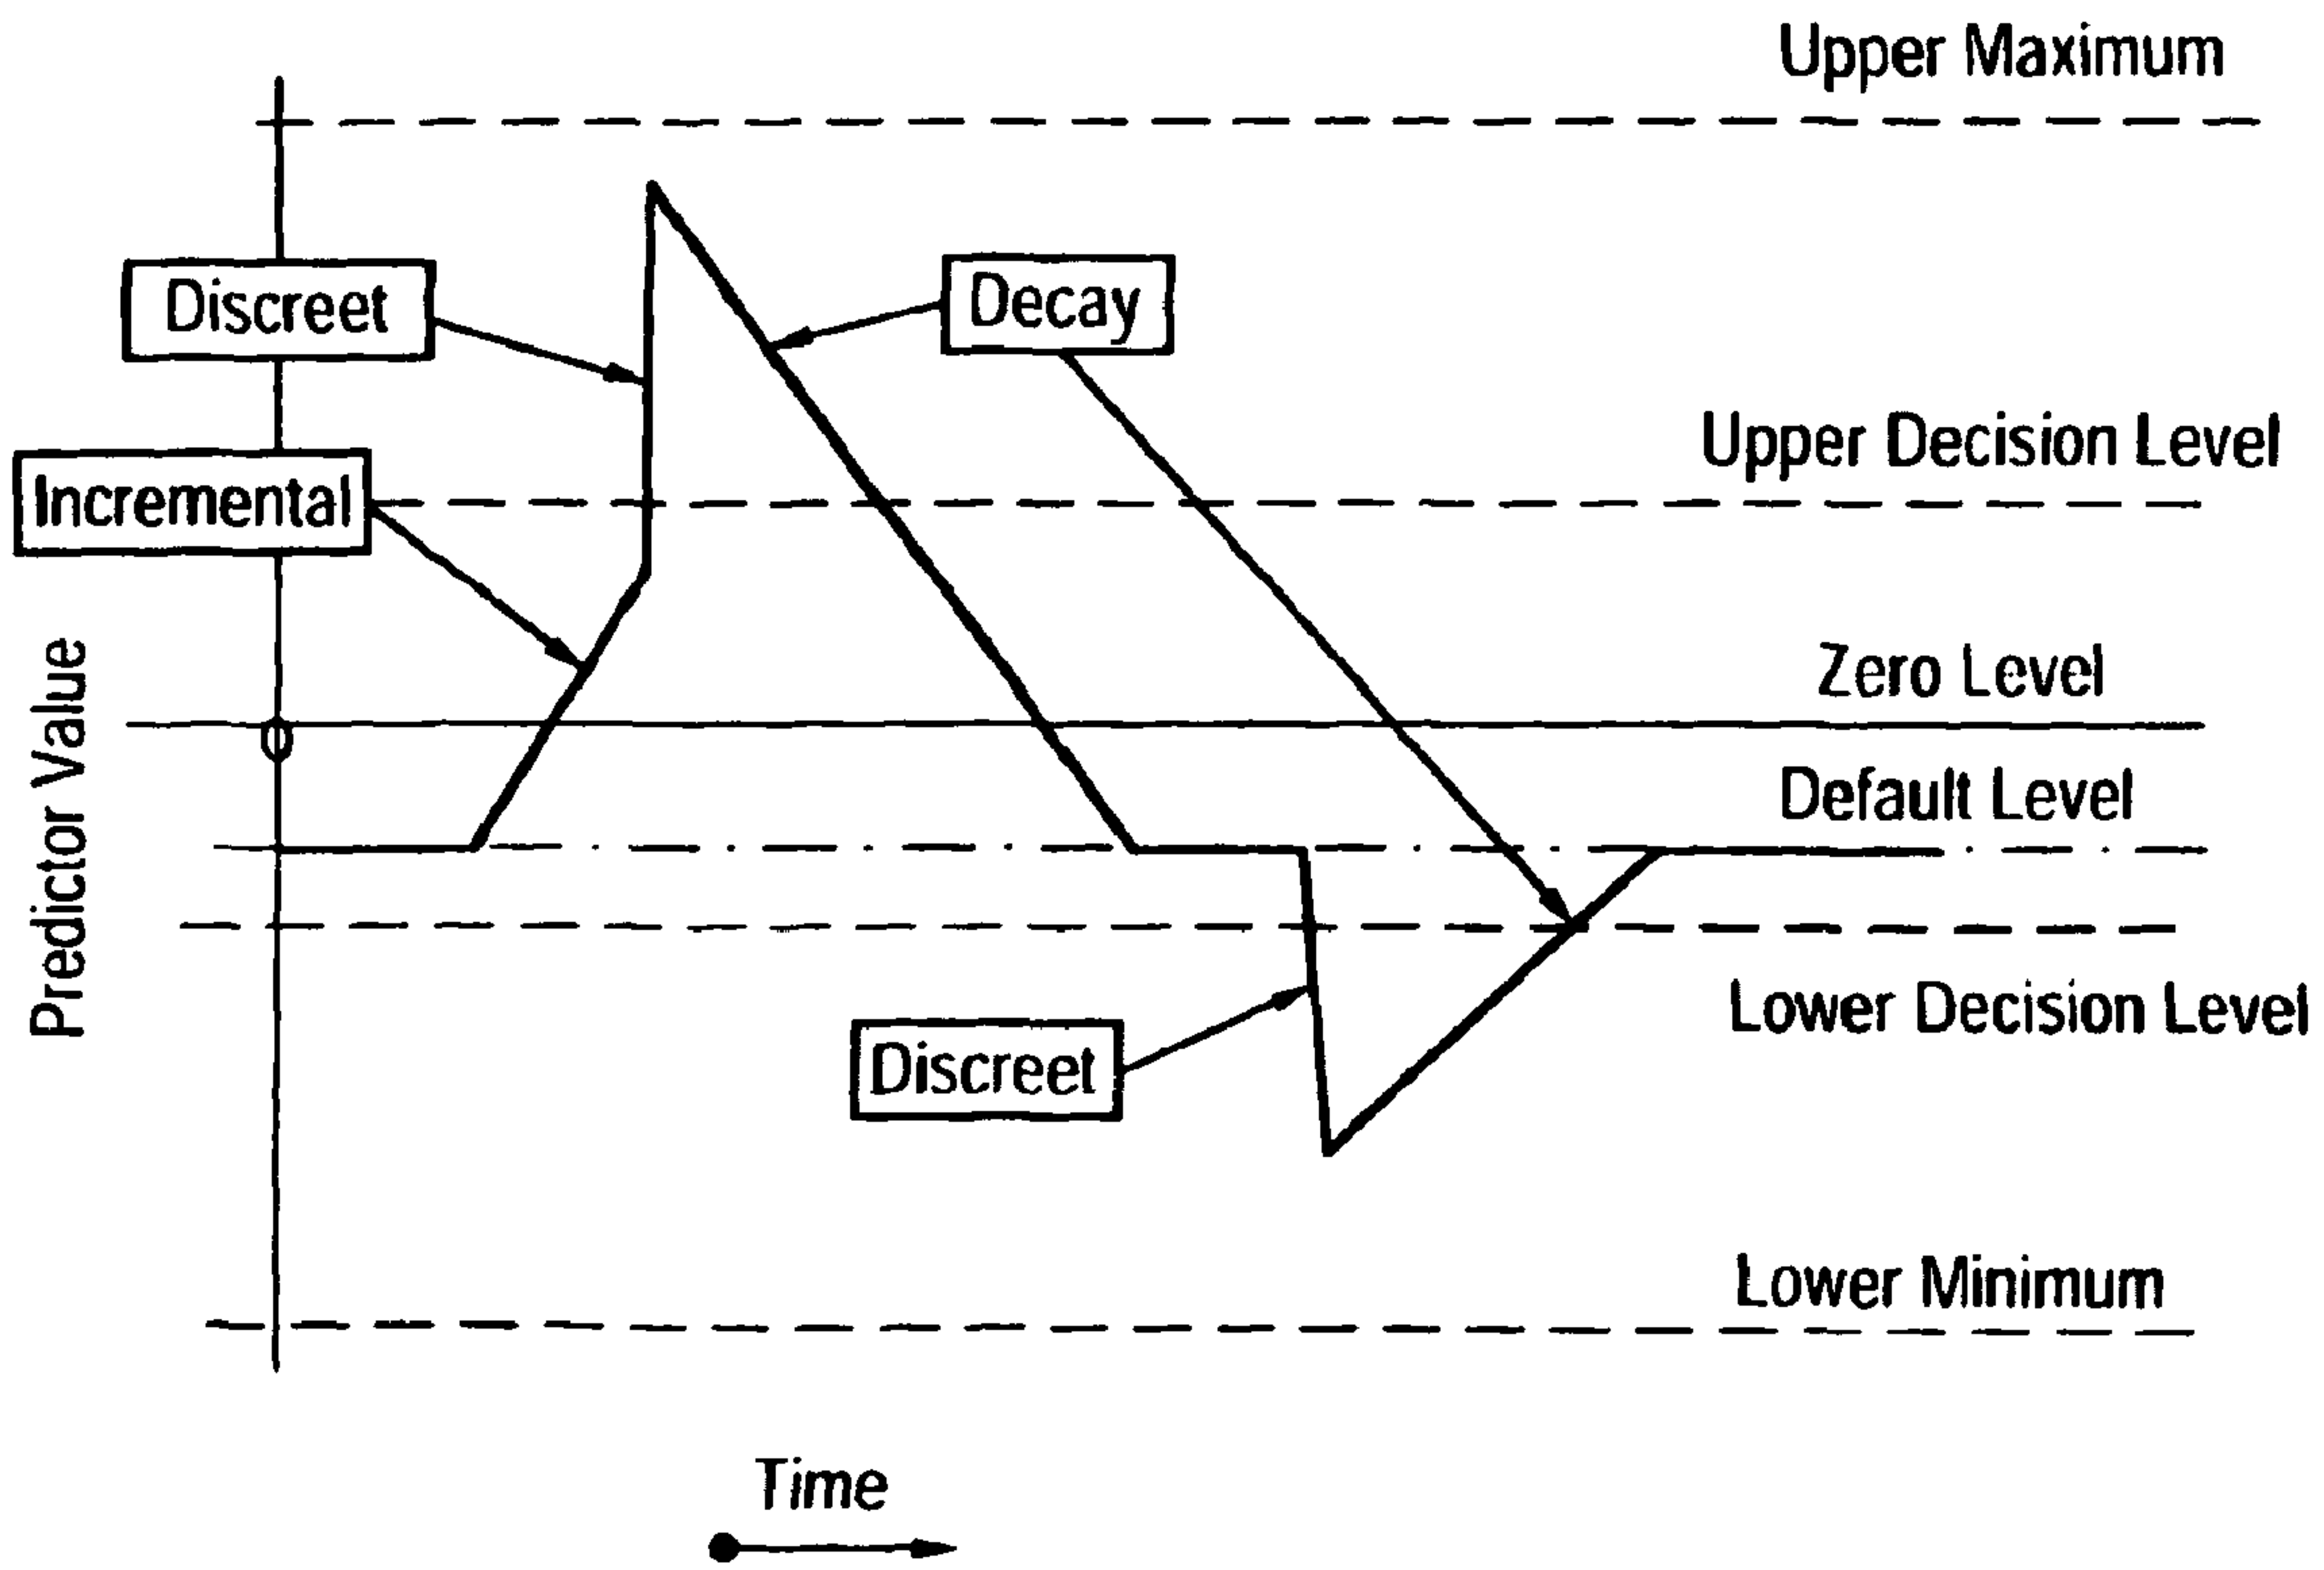 Upper Maximum
Discreet
Decay
Upper Decision Level
Incremental
Zero Level
Predictor Value
0
Default Level
Lower Decision Level
Discreet
Lower Minimum
Time